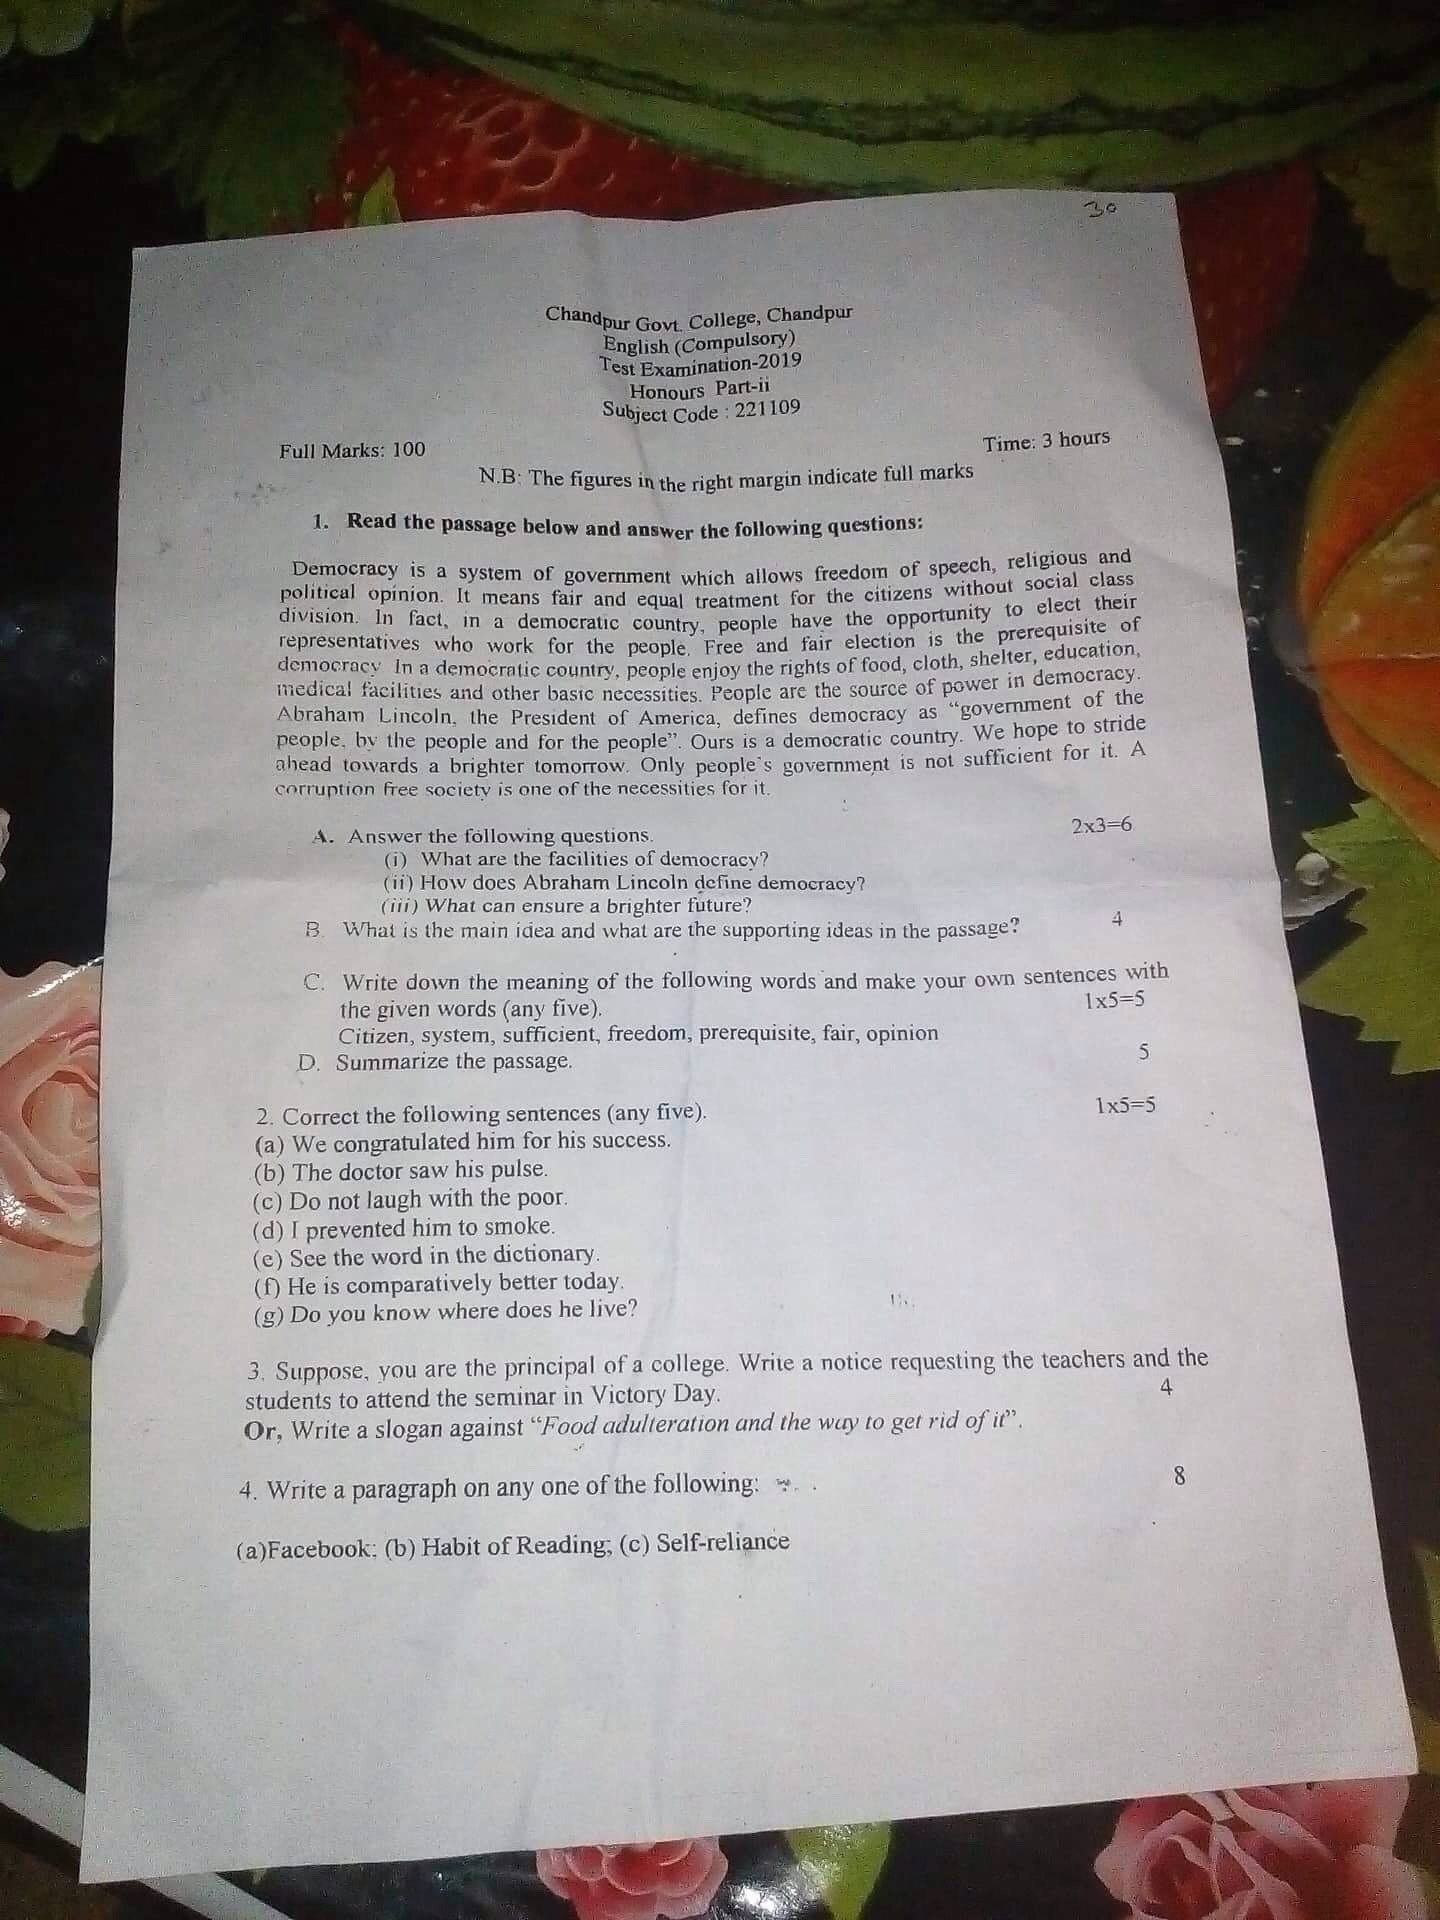 30
Chandpur Govt. College, Chandpur
English (Compulsory)
Test Examination-2019
Honours Part-ii
Subject Code : 221109
Full Marks: 100
Time: 3 hours
N.B: The figures in the right margin indicate full marks
1. Read the passage below and answer the following questions:
Democracy is a system of government which allows freedom of speech, religious and
political opinion. It means fair and equal treatment for the citizens without social class
division. In fact, in a democratic country, people have the opportunity to elect their
representatives who work for the people. Free and fair election is the prerequisite of
democracy In a democratic country, people enjoy the rights of food, cloth, shelter, education,
medical facilities and other basic necessities. People are the source of power in democracy.
Abraham Lincoln, the President of America, defines democracy as “government of the
people, by the people and for the people”. Ours is a democratic country. We hope to stride
ahead towards a brighter tomorrow. Only people's government is not sufficient for it. A
corruption free society is one of the necessities for it.
A. Answer the following questions. 2x3=6
(i) What are the facilities of democracy?
(ii) How does Abraham Lincoln define democracy?
(iii) What can ensure a brighter future?
B. What is the main idea and what are the supporting ideas in the passage? 4
C. Write down the meaning of the following words and make your own sentences with
the given words (any five). 1x5=5
Citizen, system, sufficient, freedom, prerequisite, fair, opinion
D. Summarize the passage. 5
2. Correct the following sentences (any five). 1x5=5
(a) We congratulated him for his success.
(b) The doctor saw his pulse.
(c) Do not laugh with the poor.
(d) I prevented him to smoke.
(e) See the word in the dictionary.
(f) He is comparatively better today.
(g) Do you know where does he live?
3. Suppose, you are the principal of a college. Write a notice requesting the teachers and the
students to attend the seminar in Victory Day. 4
Or, Write a slogan against “Food adulteration and the way to get rid of it”.
4. Write a paragraph on any one of the following: 8
(a)Facebook; (b) Habit of Reading; (c) Self-reliance